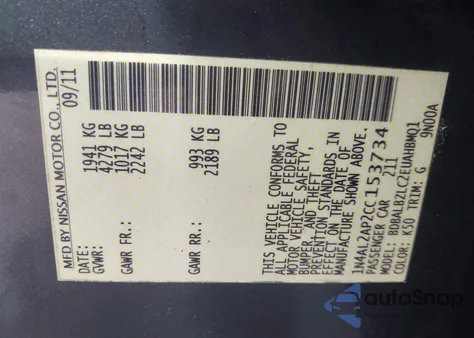 MFD BY NISSAN MOTOR CO., LTD.
DATE: 09/11
GVWR: 1941 KG
4279 LB
GAWR FR: 1017 KG
2242 LB
GAWR RR: 993 KG
2189 LB
THIS VEHICLE CONFORMS TO
ALL APPLICABLE FEDERAL
MOTOR VEHICLE SAFETY,
BUMPER, AND THEFT
PREVENTION STANDARDS IN
EFFECT ON THE DATE OF
MANUFACTURE SHOWN ABOVE.
1N4AL2AP2CC153734
PASSENGER CAR 211
MODEL: BDBALBZLCZEUAHBMQ1
COLOR: K50 TRIM: G 9N00A
autoSnap